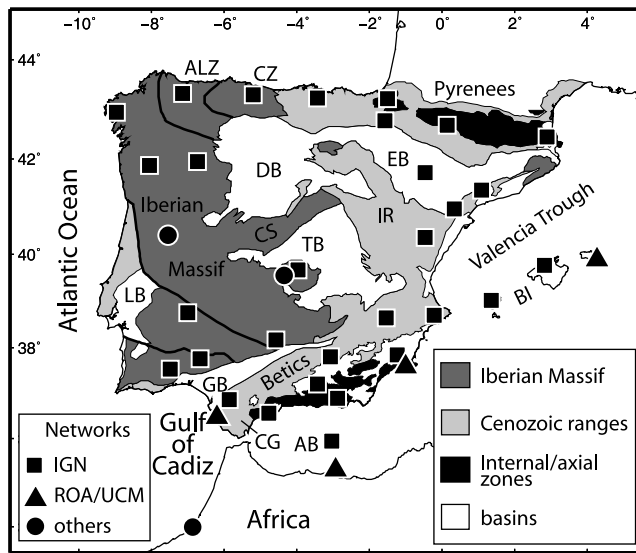 −10° −8° −6° −4° −2° 0° 2° 4°
44°
42°
40°
38°
ALZ
CZ
Pyrenees
DB
EB
Iberian
CS
IR
TB
Massif
LB
Valencia Trough
BI
Atlantic Ocean
Betics
GB
Gulf
of
Cadiz
CG
AB
Africa
Networks
IGN
ROA/UCM
others
Iberian Massif
Cenozoic ranges
Internal/axial
zones
basins